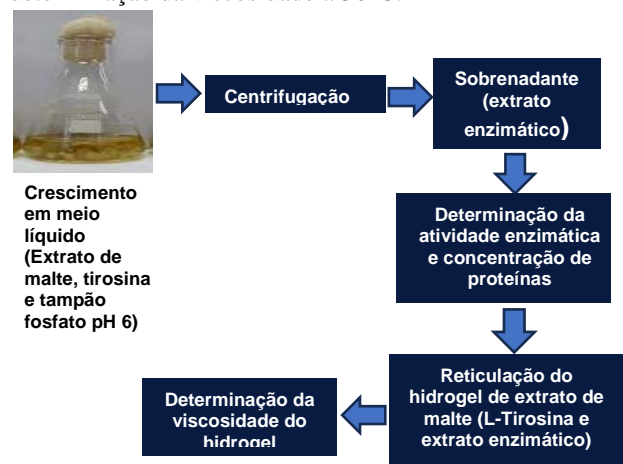 Crescimento
em meio
líquido
(Extrato de
malte, tirosina
e tampão
fosfato pH 6)
Centrifugação
Sobrenadante
(extrato
enzimático)
Determinação da
atividade enzimática
e concentração de
proteínas
Reticulação do
hidrogel de extrato de
malte (L-Tirosina e
extrato enzimático)
Determinação da
viscosidade do
hidrogel